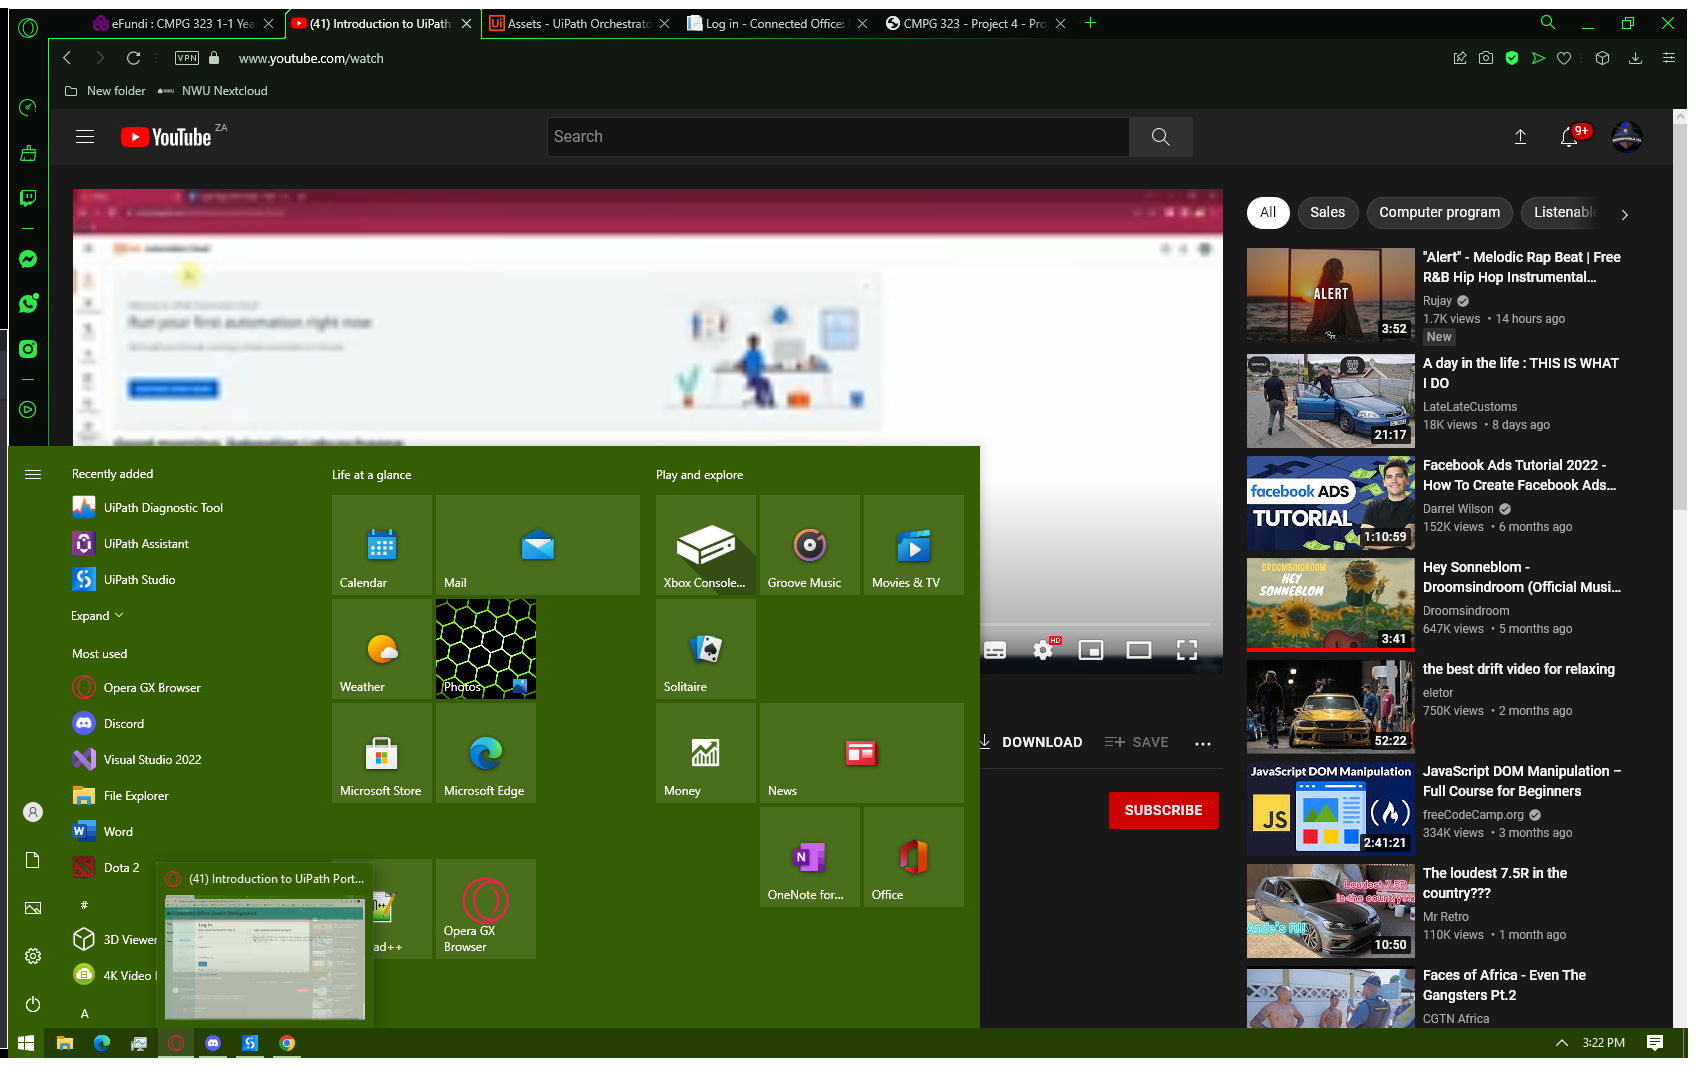 eFundi : CMPG 323 1-1 Yea
(41) Introduction to UiPath
Assets - UiPath Orchestrato
Log in - Connected Office:
CMPG 323 - Project 4 - Pro
VPN
www.youtube.com/watch
New folder
NWU Nextcloud
YouTube ZA
Search
9+
Run your first automation right now
All
Sales
Computer program
Listenabl
ALERT
3:52
"Alert" - Melodic Rap Beat | Free
R&B Hip Hop Instrumental...
Rujay
1.7K views • 14 hours ago
New
21:17
A day in the life : THIS IS WHAT
I DO
LateLateCustoms
18K views • 8 days ago
facebook ADS
TUTORIAL
1:10:59
Facebook Ads Tutorial 2022 -
How To Create Facebook Ads...
Darrel Wilson
152K views • 6 months ago
DROOMSINDROOM
HEY
SONNEBLOM
3:41
Hey Sonneblom -
Droomsindroom (Official Musi...
Droomsindroom
647K views • 5 months ago
52:22
the best drift video for relaxing
eletor
750K views • 2 months ago
JavaScript DOM Manipulation
JS
2:41:21
JavaScript DOM Manipulation –
Full Course for Beginners
freeCodeCamp.org
334K views • 3 months ago
Loudest 7.5R
in the country???
Ande's R!!!
10:50
The loudest 7.5R in the
country???
Mr Retro
110K views • 1 month ago
Faces of Africa - Even The
Gangsters Pt.2
CGTN Africa
HD
DOWNLOAD
SAVE
SUBSCRIBE
Recently added
UiPath Diagnostic Tool
UiPath Assistant
UiPath Studio
Expand
Most used
Opera GX Browser
Discord
Visual Studio 2022
File Explorer
Word
Dota 2
#
3D Viewer
4K Video
A
Life at a glance
Calendar
Mail
Weather
Photos
Microsoft Store
Microsoft Edge
ad++
Opera GX
Browser
Play and explore
Xbox Console...
Groove Music
Movies & TV
Solitaire
Money
News
OneNote for...
Office
(41) Introduction to UiPath Port...
Connected Office: Device Management
Log in
3:22 PM